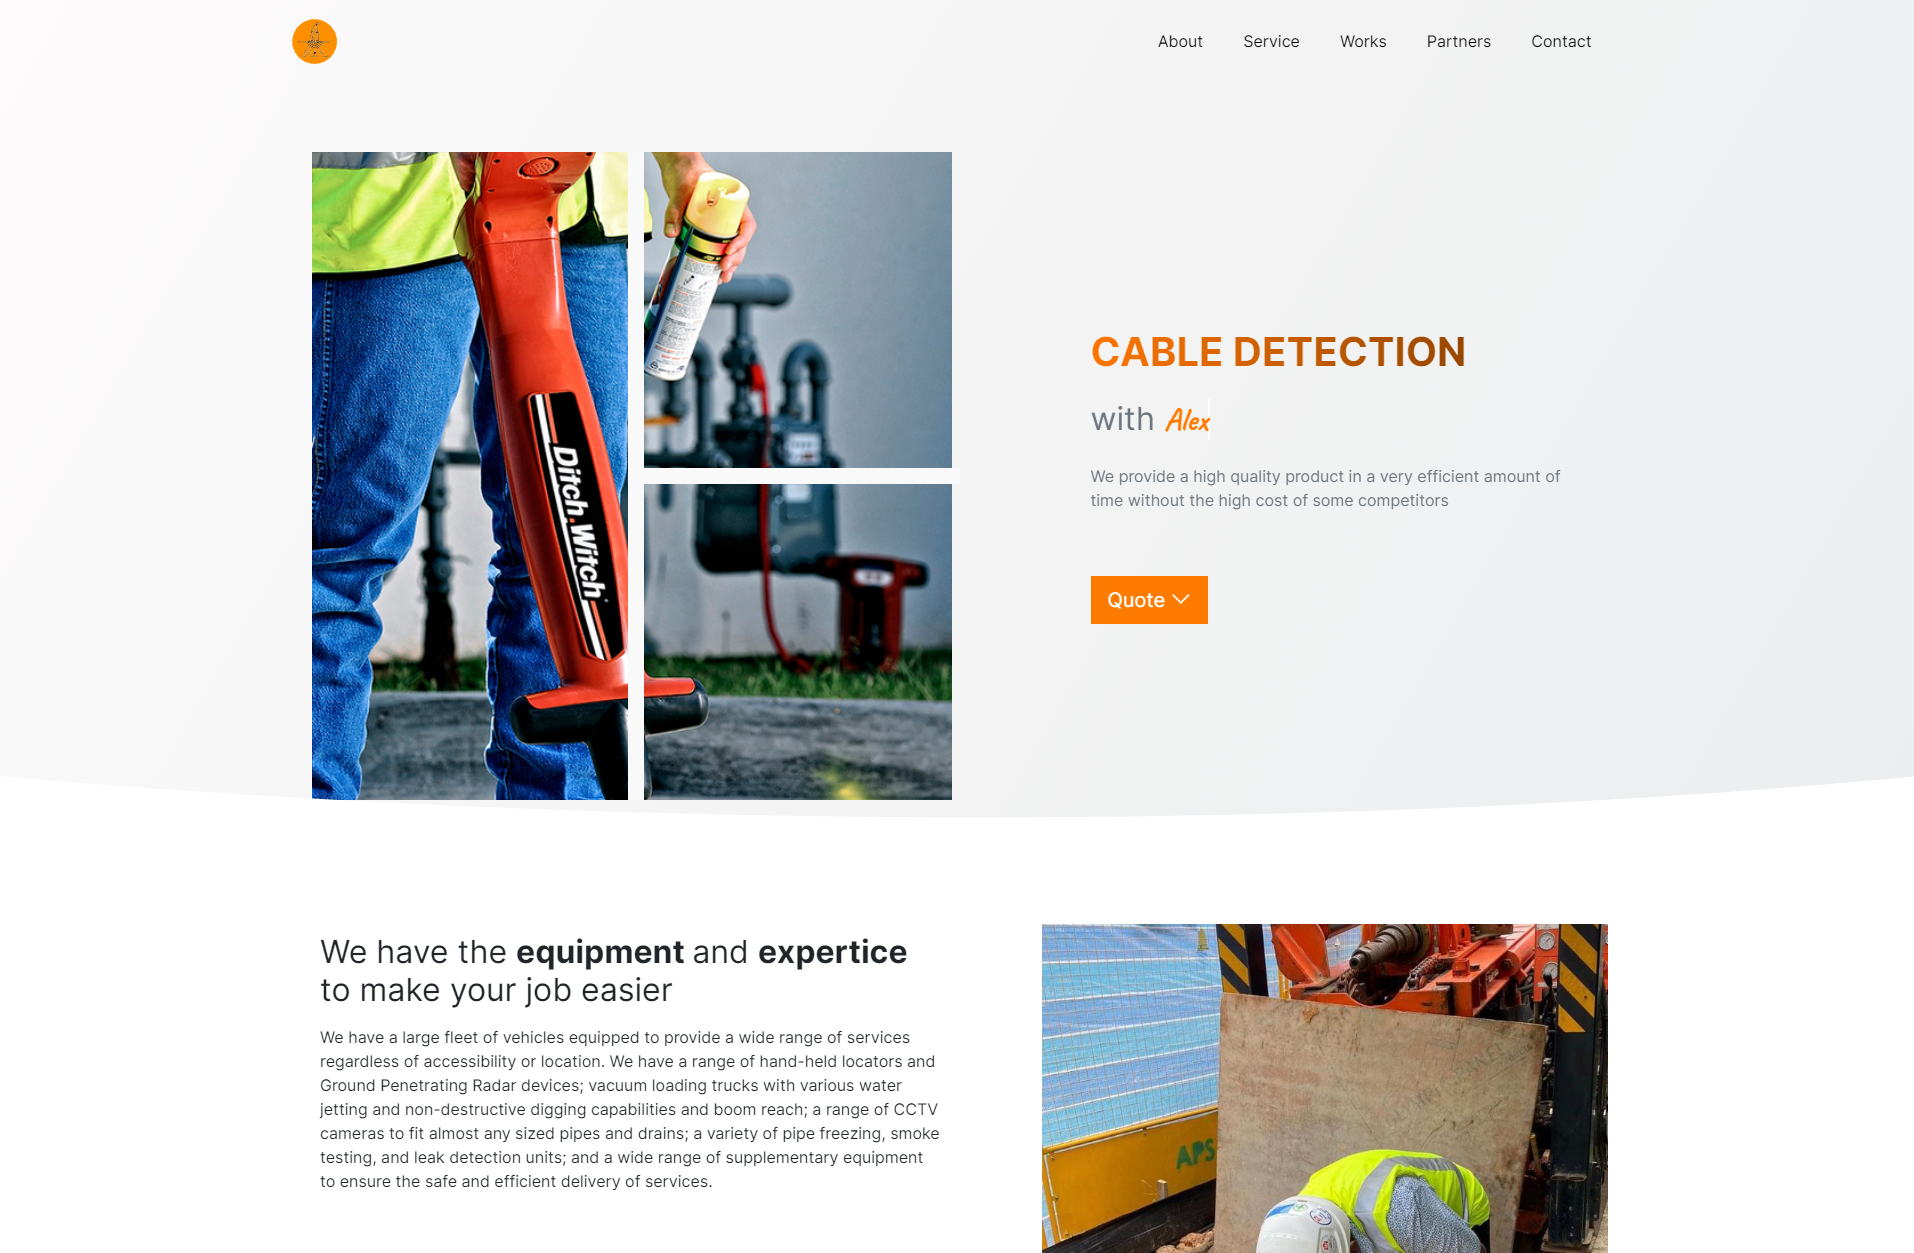 About
Service
Works
Partners
Contact
Ditch Witch
CABLE DETECTION
with Alex
We provide a high quality product in a very efficient amount of
time without the high cost of some competitors
Quote
We have the equipment and expertice
to make your job easier
We have a large fleet of vehicles equipped to provide a wide range of services
regardless of accessibility or location. We have a range of hand-held locators and
Ground Penetrating Radar devices; vacuum loading trucks with various water
jetting and non-destructive digging capabilities and boom reach; a range of CCTV
cameras to fit almost any sized pipes and drains; a variety of pipe freezing, smoke
testing, and leak detection units; and a wide range of supplementary equipment
to ensure the safe and efficient delivery of services.
APS